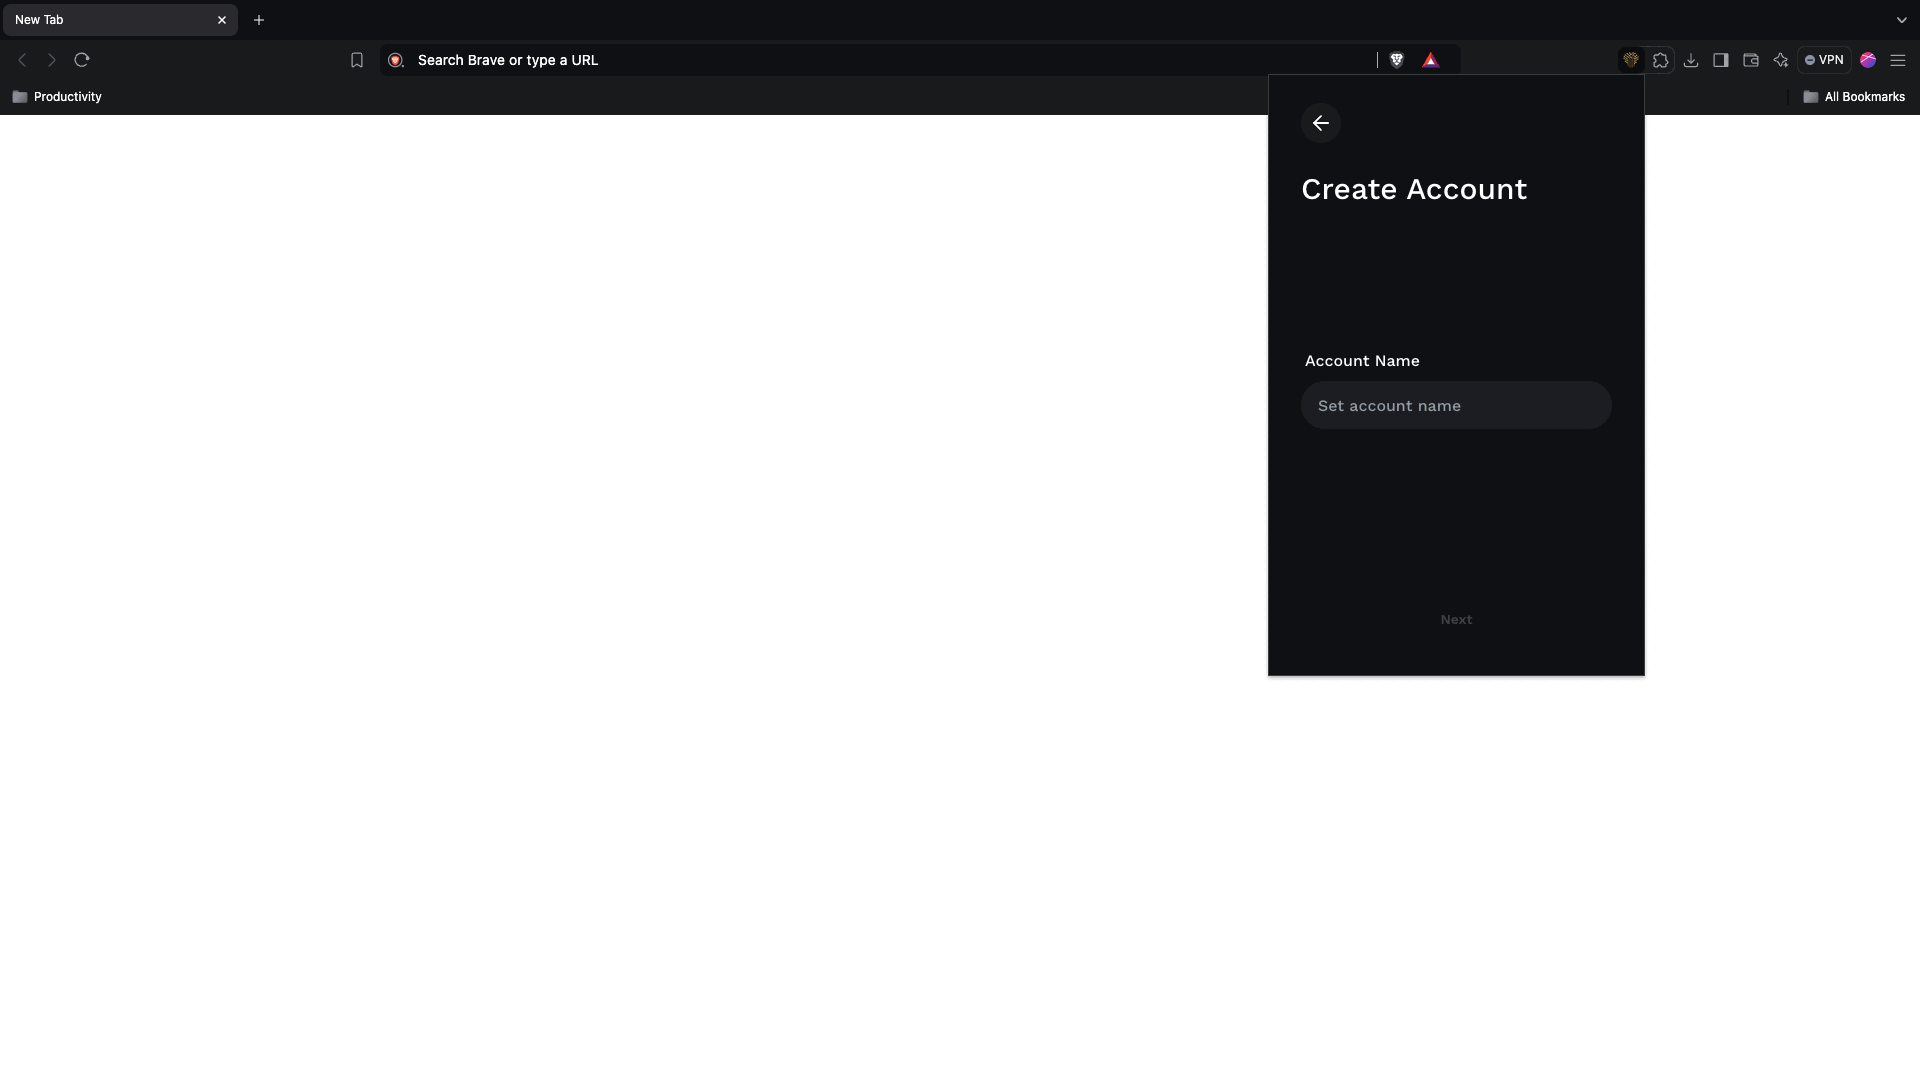 New Tab
Search Brave or type a URL
VPN
Productivity
All Bookmarks
Create Account
Account Name
Set account name
Next